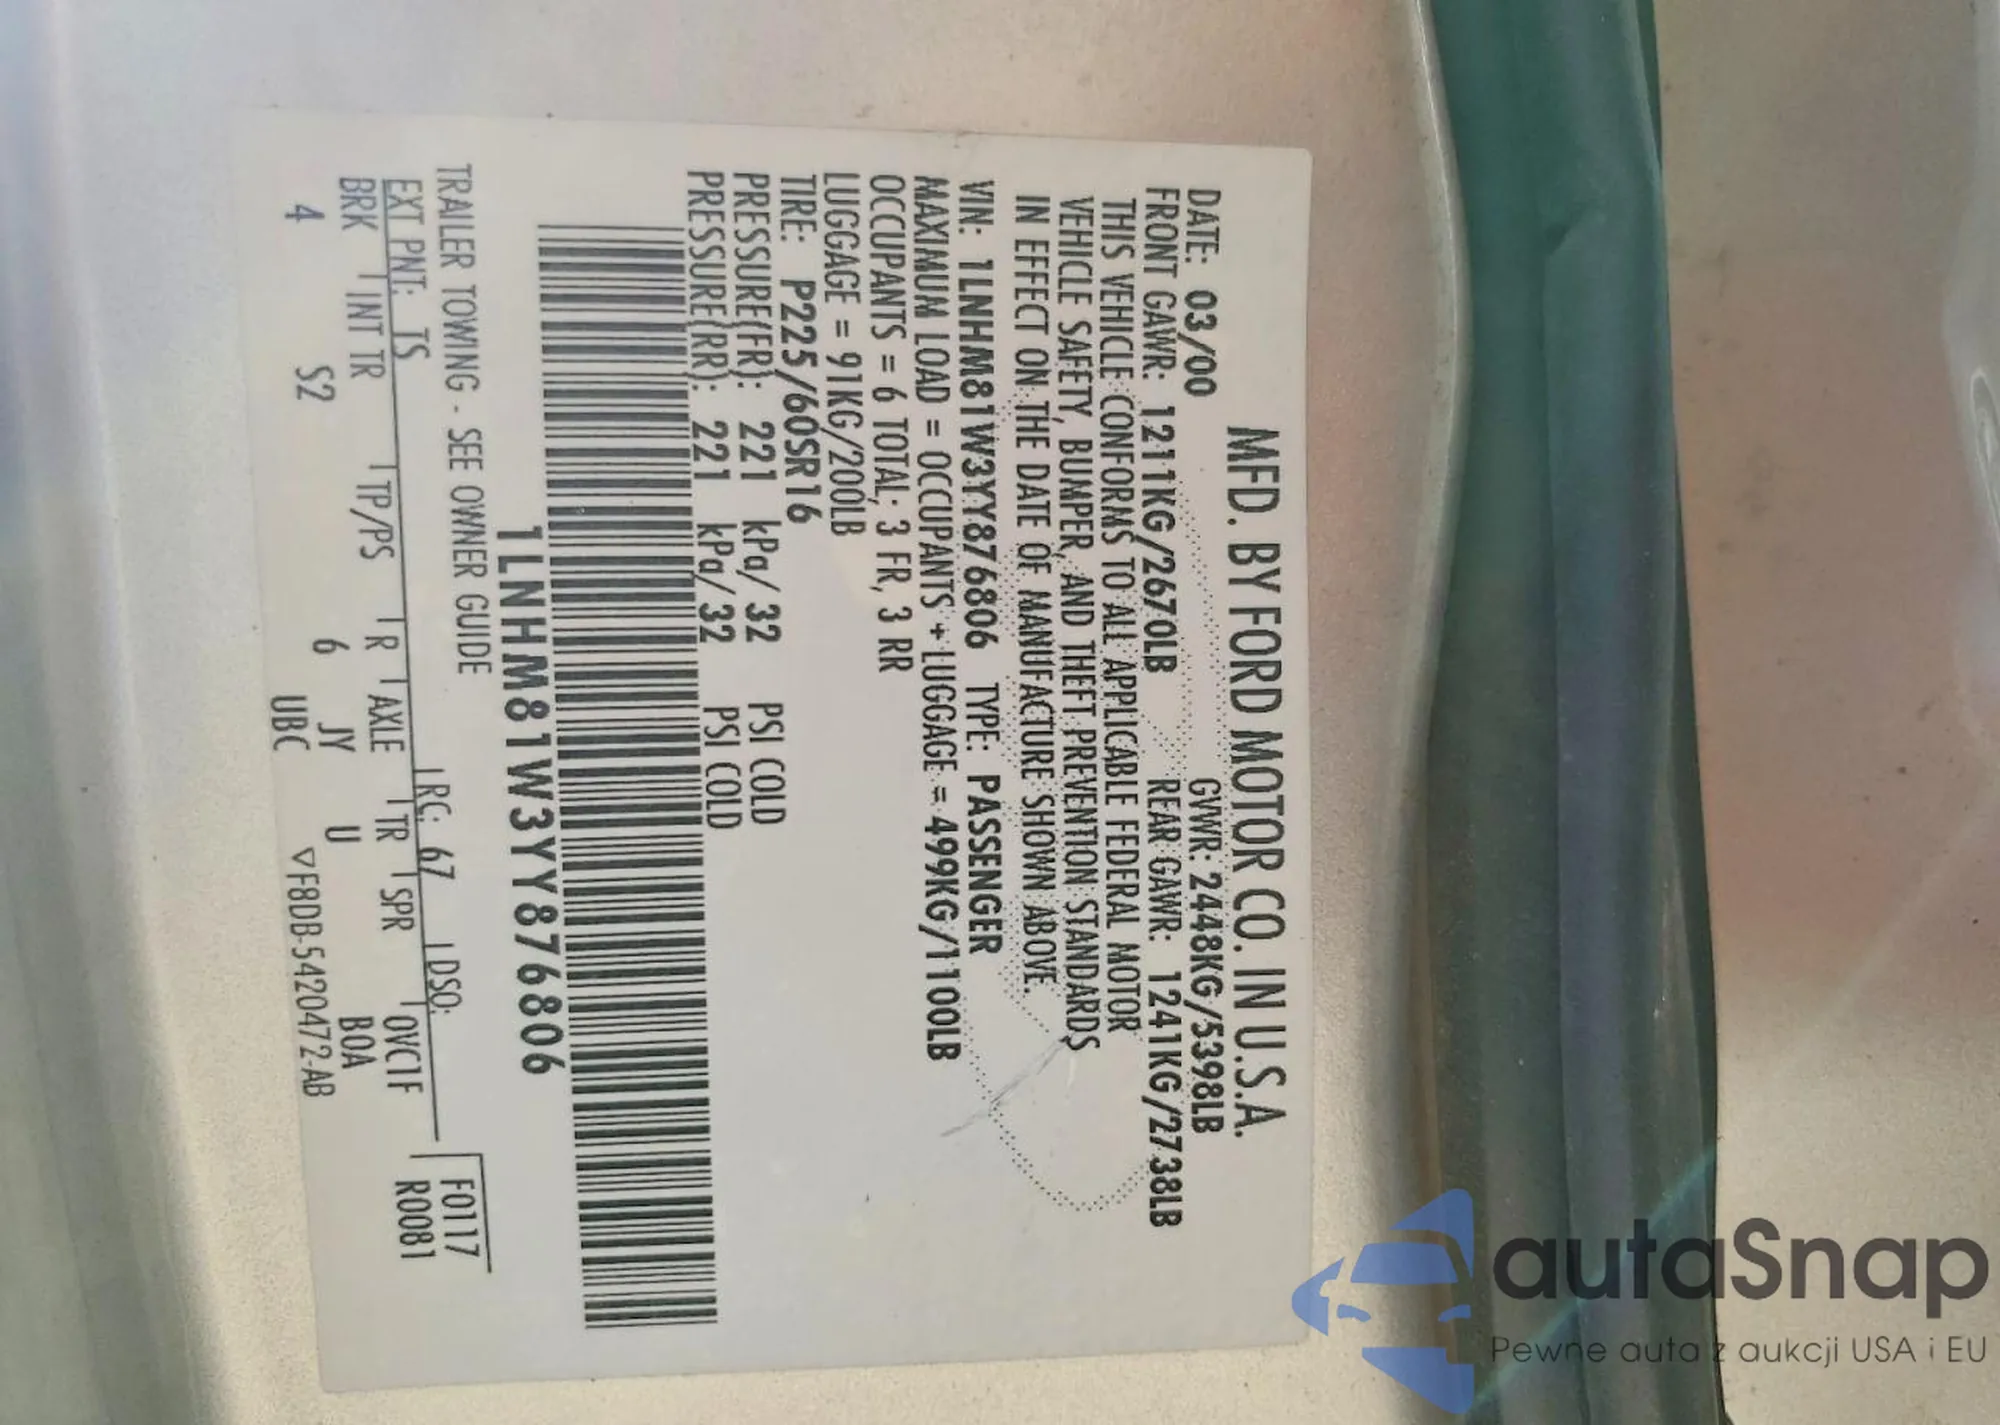 MFD. BY FORD MOTOR CO. IN U.S.A.
DATE: 03/00 GVWR: 2448KG/5398LB
FRONT GAWR: 1211KG/2670LB REAR GAWR: 1241KG/2738LB
THIS VEHICLE CONFORMS TO ALL APPLICABLE FEDERAL MOTOR
VEHICLE SAFETY, BUMPER, AND THEFT PREVENTION STANDARDS
IN EFFECT ON THE DATE OF MANUFACTURE SHOWN ABOVE.
VIN: 1LNHM81W3YY876806 TYPE: PASSENGER
MAXIMUM LOAD = OCCUPANTS + LUGGAGE = 499KG/1100LB
OCCUPANTS = 6 TOTAL; 3 FR, 3 RR
LUGGAGE = 91KG/200LB
TIRE: P225/60SR16
PRESSURE(FR): 221 kPa/32 PSI COLD
PRESSURE(RR): 221 kPa/32 PSI COLD
1LNHM81W3YY876806
TRAILER TOWING - SEE OWNER GUIDE
F0117
R0081
EXT PNT: TS RC: 67 DSO:
BRK INT TR TP/PS R AXLE TR SPR OVC1F
4 S2 6 JY U BOA
UBC
▽F8DB-5420472-AB
autaSnap
Pewne auta z aukcji USA i EU